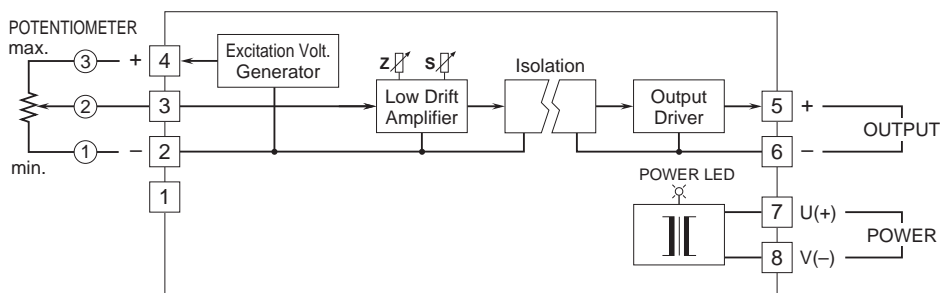 POTENTIOMETER
max.
3
+
4
Excitation Volt.
Generator
Z
S
Isolation
2
3
Low Drift
Amplifier
Output
Driver
5
+
OUTPUT
1
–
2
6
–
min.
1
POWER LED
7
U(+)
POWER
8
V(–)